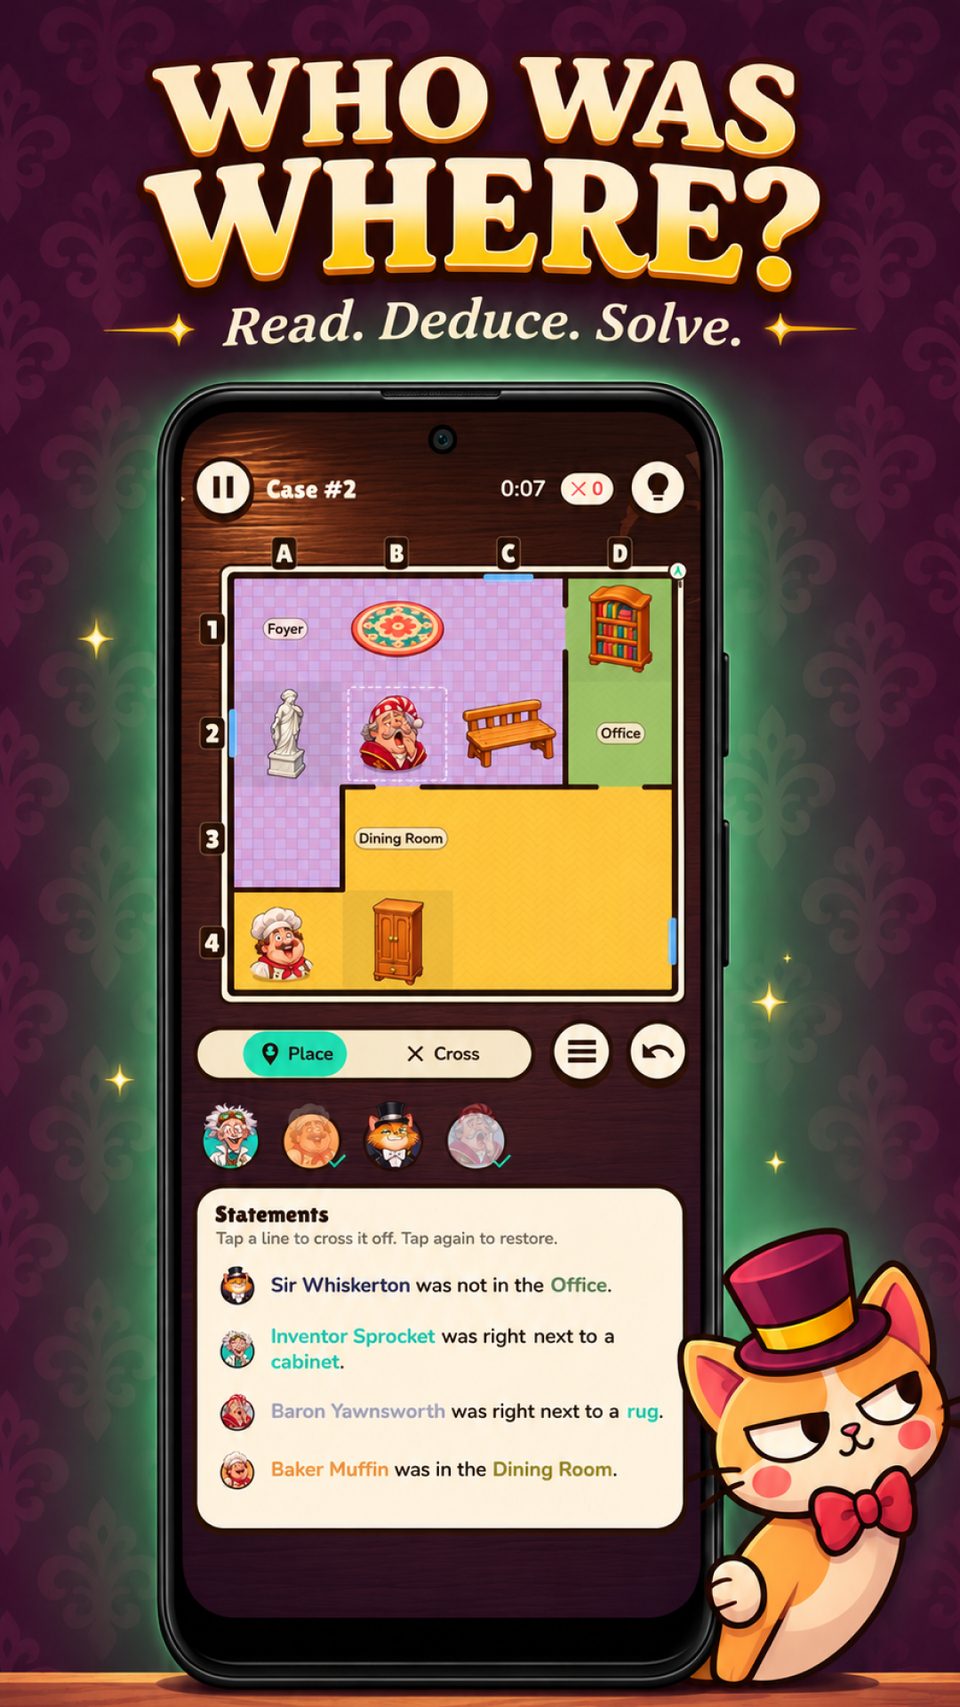 WHO WAS
WHERE?
Read. Deduce. Solve.
Case #2
0:07
× 0
A B C D
1
Foyer
2
Office
3
Dining Room
4
Place
× Cross
Statements
Tap a line to cross it off. Tap again to restore.
Sir Whiskerton was not in the Office.
Inventor Sprocket was right next to a
cabinet.
Baron Yawnsworth was right next to a rug.
Baker Muffin was in the Dining Room.